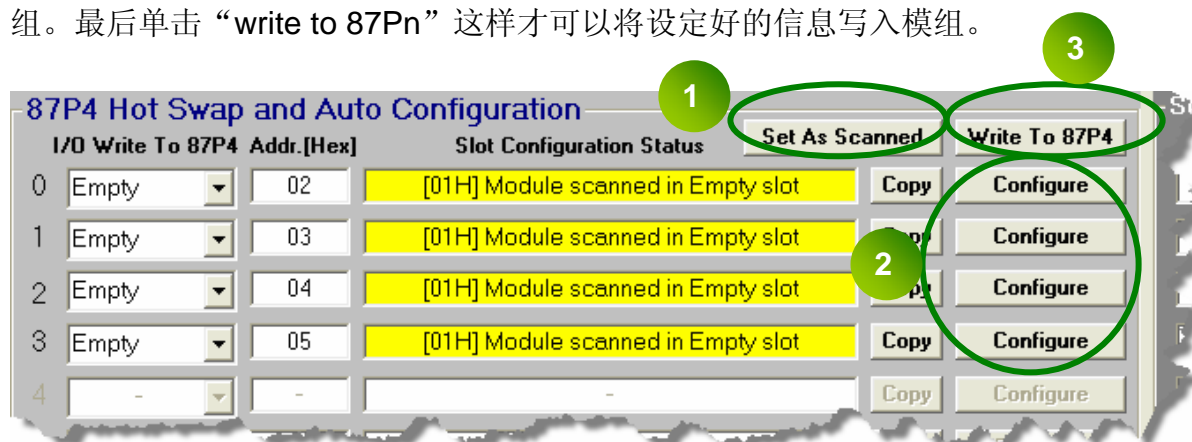 组。最后单击“write to 87Pn”这样才可以将设定好的信息写入模组。
3
1
87P4 Hot Swap and Auto Configuration
Set As Scanned Write To 87P4
I/O Write To 87P4 Addr.[Hex] Slot Configuration Status
0 Empty 02 [01H] Module scanned in Empty slot Copy Configure
1 Empty 03 [01H] Module scanned in Empty slot Configure
2
2 Empty 04 [01H] Module scanned in Empty slot Configure
3 Empty 05 [01H] Module scanned in Empty slot Copy Configure
4 - - - Copy Configure